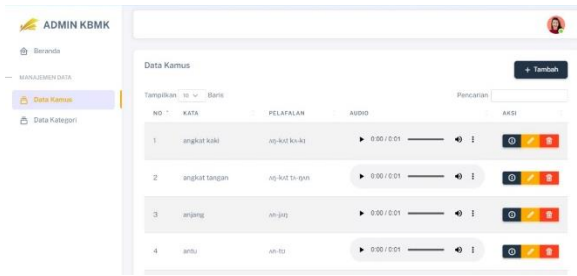 ADMIN KBMK
Beranda
MANAJEMEN DATA
Data Kamus
Data Kategori
Data Kamus
+ Tambah
Tampilkan 10 Baris
Pencarian
NO KATA PELAFALAN AUDIO AKSI
1 angkat kaki 0:00 / 0:01
2 angkat tangan 0:00 / 0:01
3 anjang 0:00 / 0:01
4 antu 0:00 / 0:01